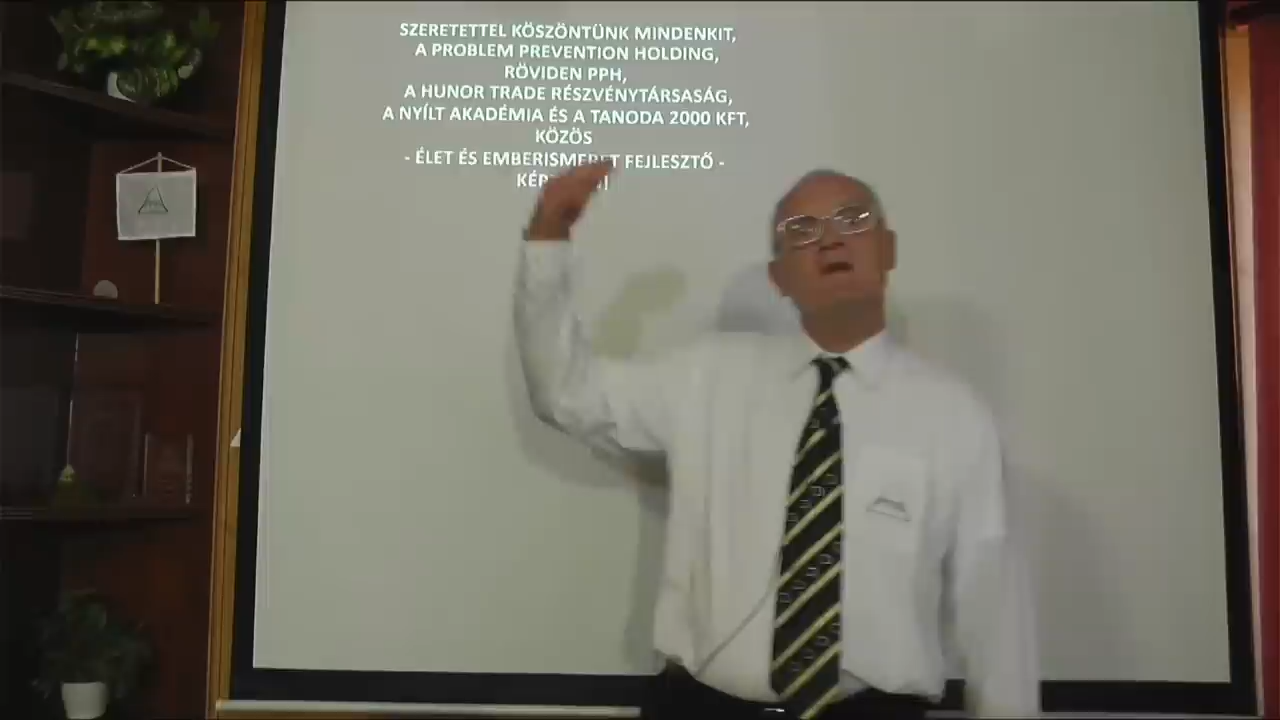 SZERETETTEL KÖSZÖNTÜNK MINDENKIT,
A PROBLEM PREVENTION HOLDING,
RÖVIDEN PPH,
A HUNOR TRADE RÉSZVÉNYTÁRSASÁG,
A NYÍLT AKADÉMIA ÉS A TANODA 2000 KFT,
KÖZÖS
- ÉLET ÉS EMBERISMERET FEJLESZTŐ -